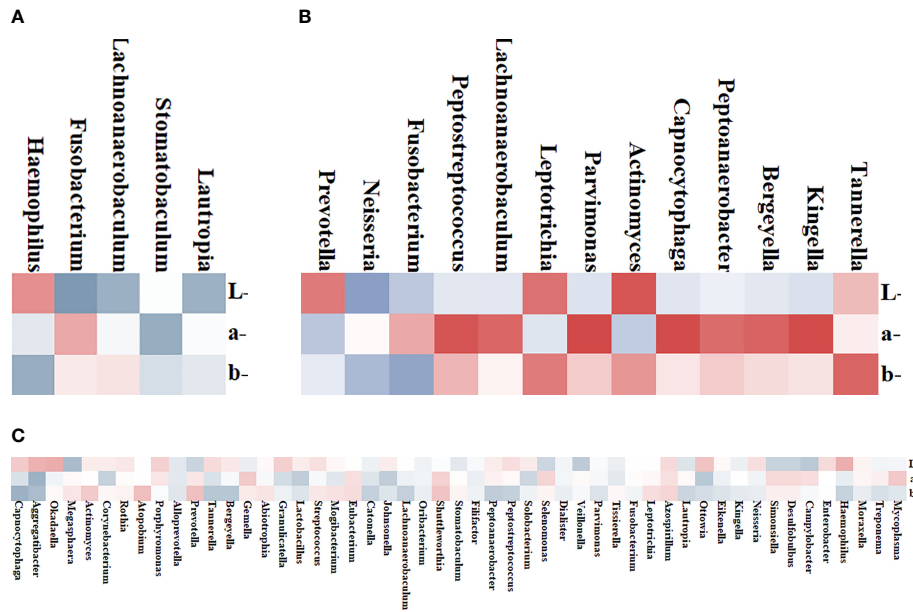 A
Haemophilus
Fusobacterium
Lachnoanaerobaculum
Stomatobaculum
Lautropia
L-
a-
b-
B
Prevotella
Neisseria
Fusobacterium
Peptostreptococcus
Lachnoanaerobaculum
Leptotrichia
Parvimonas
Actinomyces
Capnocytophaga
Peptoanaerobacter
Bergeyella
Kingella
Tannerella
L-
a-
b-
C
L
a
b
Capnocytophaga
Aggregatibacter
Okadaella
Megasphaera
Actinomyces
Corynebacterium
Rothia
Atopobium
Porphyromonas
Alloprevotella
Prevotella
Tannerella
Bergeyella
Gemella
Abiotrophia
Granulicatella
Lactobacillus
Streptococcus
Mogibacterium
Eubacterium
Catonella
Johnsonella
Lachnoanaerobaculum
Oribacterium
Shuttleworthia
Stomatobaculum
Filifactor
Peptoanaerobacter
Peptostreptococcus
Solobacterium
Selenomonas
Dialister
Veillonella
Parvimonas
Tissierella
Fusobacterium
Leptotrichia
Azospirillum
Lautropia
Ottowia
Eikenella
Kingella
Neisseria
Simonsiella
Desulfobulbus
Campylobacter
Enterobacter
Haemophilus
Moraxella
Treponema
Mycoplasma